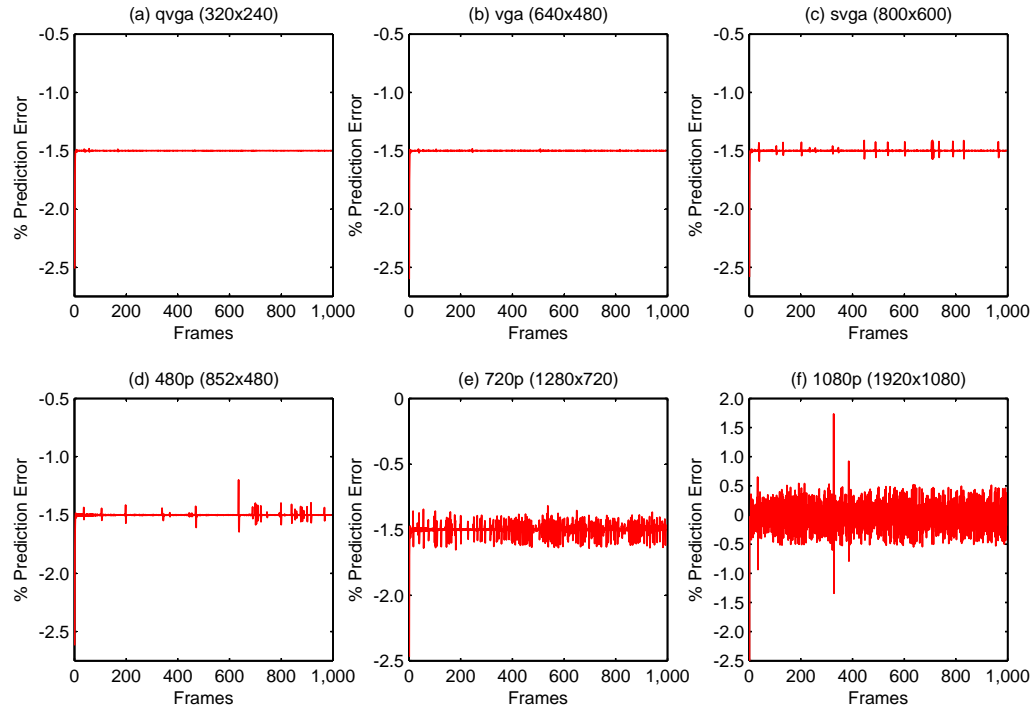 (a) qvga (320x240)
% Prediction Error
-0.5
-1.0
-1.5
-2.0
-2.5
0 200 400 600 800 1,000
Frames
(b) vga (640x480)
% Prediction Error
-0.5
-1.0
-1.5
-2.0
-2.5
0 200 400 600 800 1,000
Frames
(c) svga (800x600)
% Prediction Error
-0.5
-1.0
-1.5
-2.0
-2.5
0 200 400 600 800 1,000
Frames
(d) 480p (852x480)
% Prediction Error
-0.5
-1.0
-1.5
-2.0
-2.5
0 200 400 600 800 1,000
Frames
(e) 720p (1280x720)
% Prediction Error
0
-0.5
-1.0
-1.5
-2.0
-2.5
0 200 400 600 800 1,000
Frames
(f) 1080p (1920x1080)
% Prediction Error
2.0
1.5
1.0
0.5
0
-0.5
-1.0
-1.5
-2.0
2.5
0 200 400 600 800 1,000
Frames